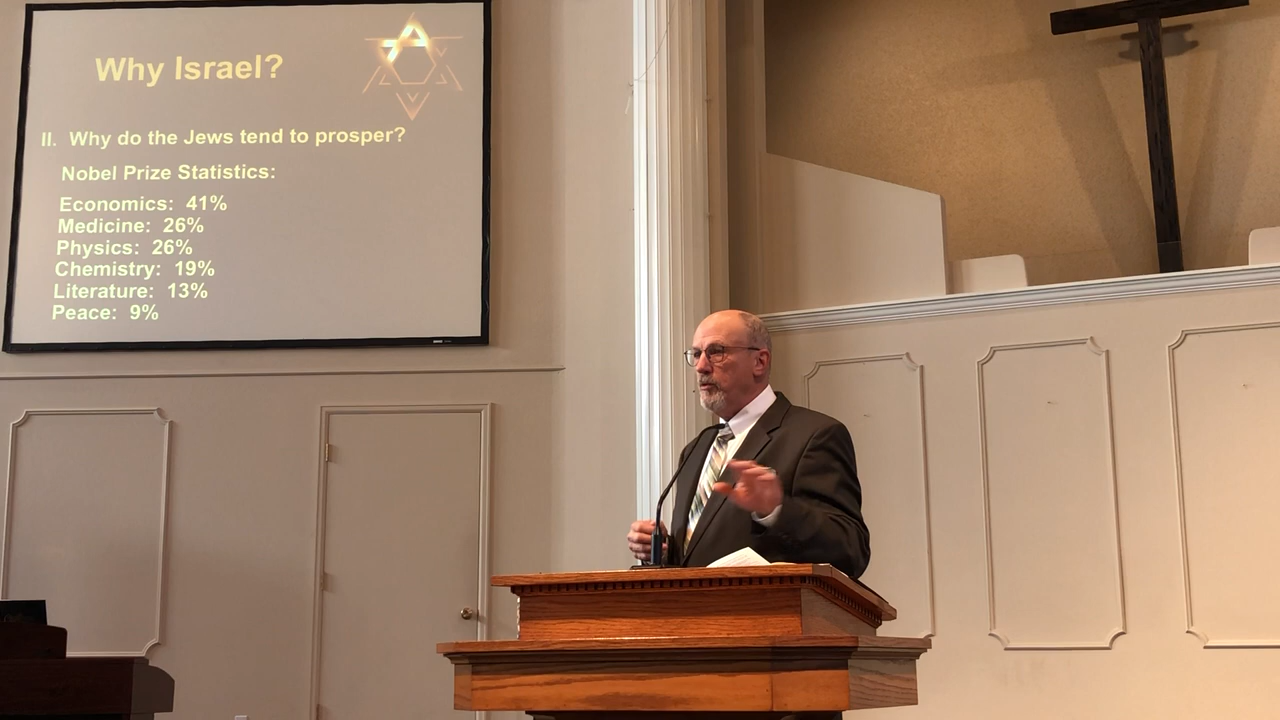 Why Israel?
II. Why do the Jews tend to prosper?
Nobel Prize Statistics:
Economics: 41%
Medicine: 26%
Physics: 26%
Chemistry: 19%
Literature: 13%
Peace: 9%